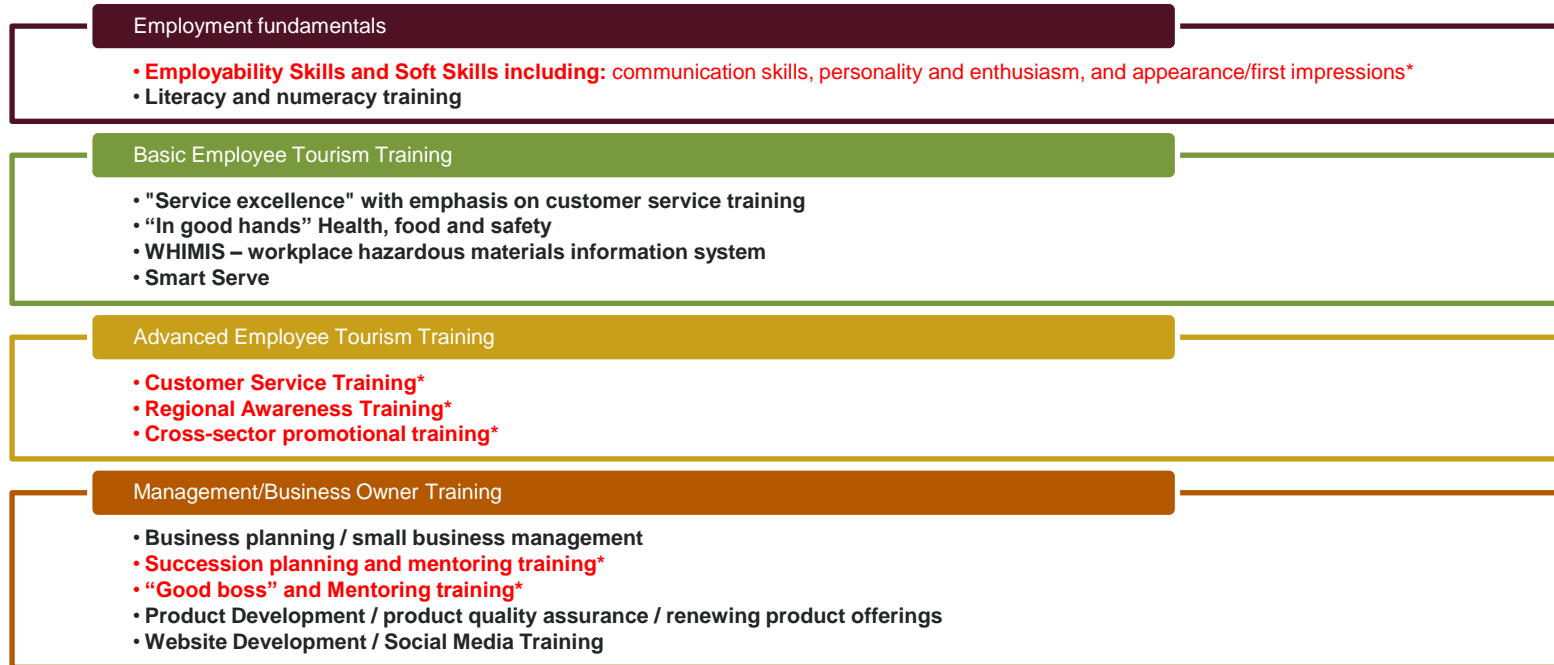 Employment fundamentals
• Employability Skills and Soft Skills including: communication skills, personality and enthusiasm, and appearance/first impressions*
• Literacy and numeracy training
Basic Employee Tourism Training
• "Service excellence" with emphasis on customer service training
• “In good hands” Health, food and safety
• WHIMIS – workplace hazardous materials information system
• Smart Serve
Advanced Employee Tourism Training
• Customer Service Training*
• Regional Awareness Training*
• Cross-sector promotional training*
Management/Business Owner Training
• Business planning / small business management
• Succession planning and mentoring training*
• “Good boss” and Mentoring training*
• Product Development / product quality assurance / renewing product offerings
• Website Development / Social Media Training